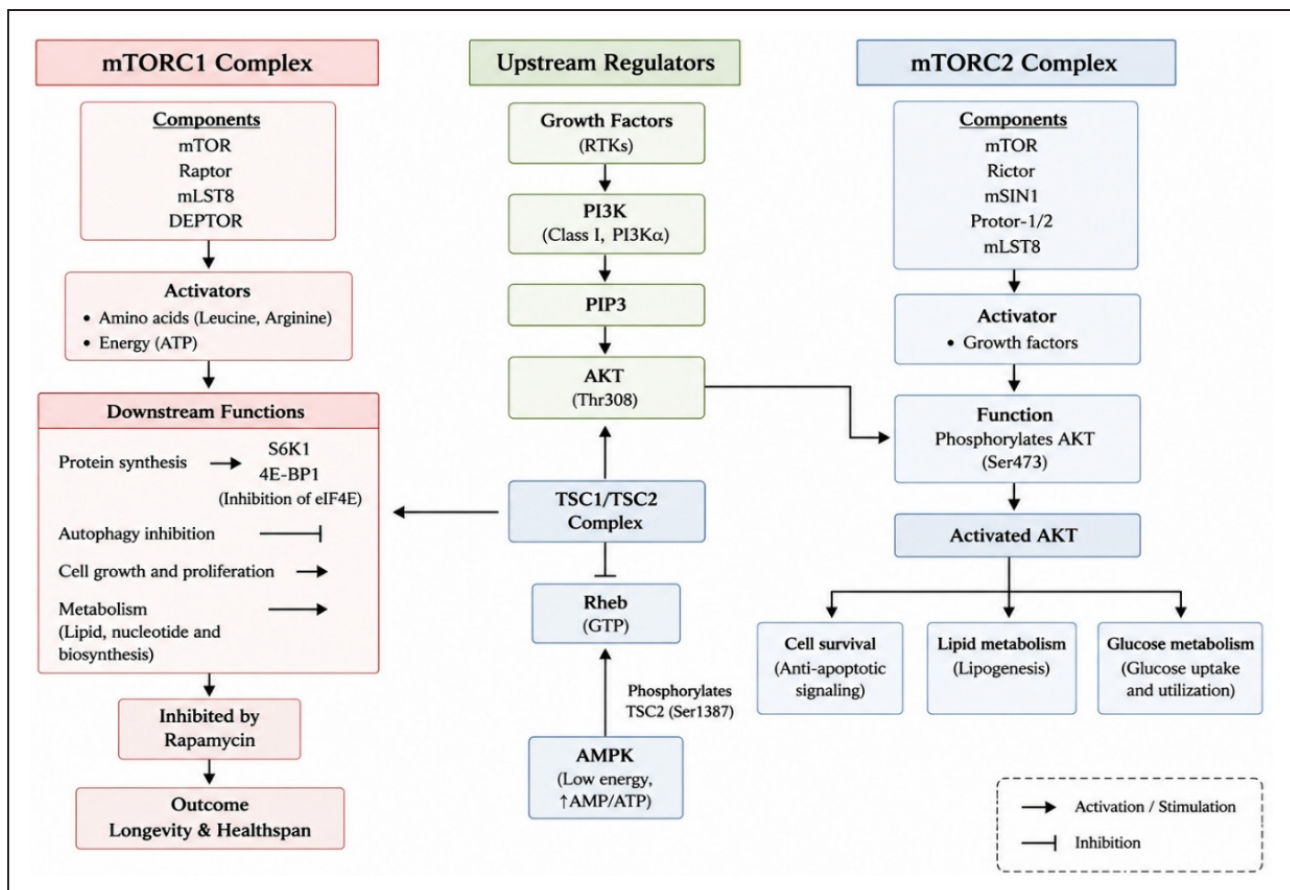 mTORC1 Complex
Components
mTOR
Raptor
mLST8
DEPTOR
Activators
• Amino acids (Leucine, Arginine)
• Energy (ATP)
Downstream Functions
Protein synthesis
S6K1
4E-BP1
(Inhibition of eIF4E)
Autophagy inhibition
Cell growth and proliferation
Metabolism
(Lipid, nucleotide and
biosynthesis)
Inhibited by
Rapamycin
Outcome
Longevity & Healthspan
Upstream Regulators
Growth Factors
(RTKs)
PI3K
(Class I, PI3Kα)
PIP3
AKT
(Thr308)
TSC1/TSC2
Complex
Rheb
(GTP)
Phosphorylates
TSC2 (Ser1387)
AMPK
(Low energy,
↑AMP/ATP)
mTORC2 Complex
Components
mTOR
Rictor
mSIN1
Protor-1/2
mLST8
Activator
• Growth factors
Function
Phosphorylates AKT
(Ser473)
Activated AKT
Cell survival
(Anti-apoptotic
signaling)
Lipid metabolism
(Lipogenesis)
Glucose metabolism
(Glucose uptake
and utilization)
Activation / Stimulation
Inhibition